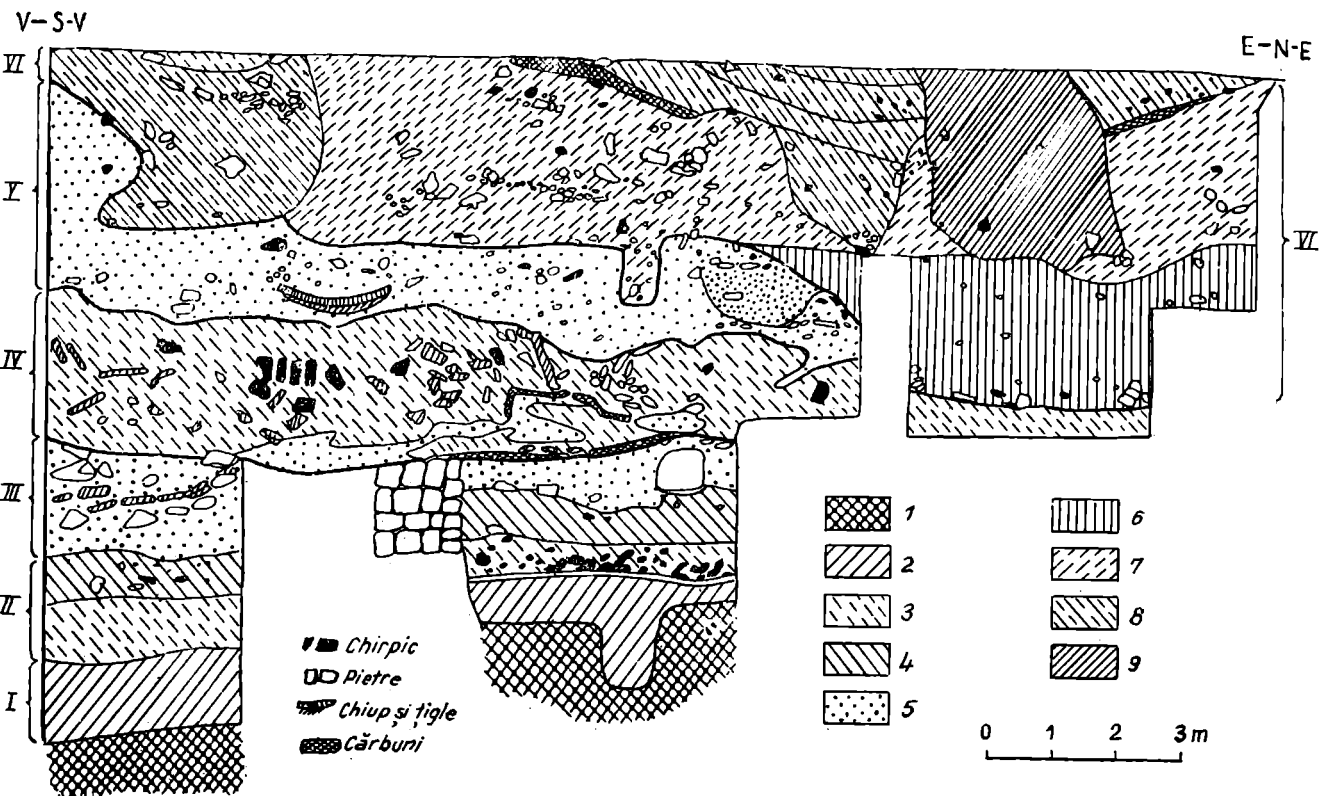 V-S-V
E-N-E
VI
V
IV
III
II
I
VI
Chirpic
Pietre
Chiup și țigle
Cărbuni
1
2
3
4
5
6
7
8
9
0 1 2 3 m